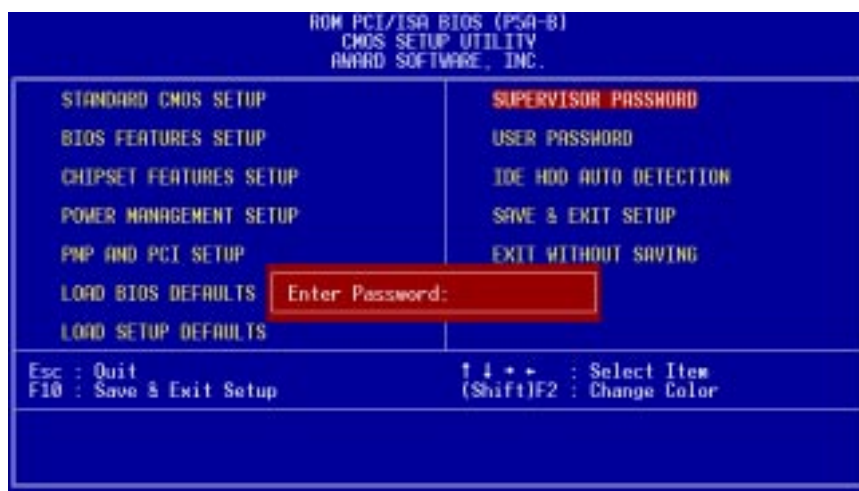 ROM PCI/ISA BIOS (P5A-B)
CMOS SETUP UTILITY
AWARD SOFTWARE, INC.
STANDARD CMOS SETUP
BIOS FEATURES SETUP
CHIPSET FEATURES SETUP
POWER MANAGEMENT SETUP
PNP AND PCI SETUP
LOAD BIOS DEFAULTS
LOAD SETUP DEFAULTS
SUPERVISOR PASSWORD
USER PASSWORD
IDE HDD AUTO DETECTION
SAVE & EXIT SETUP
EXIT WITHOUT SAVING
Enter Password:
Esc : Quit
F10 : Save & Exit Setup
↑ ↓ → ← : Select Item
(Shift)F2 : Change Color